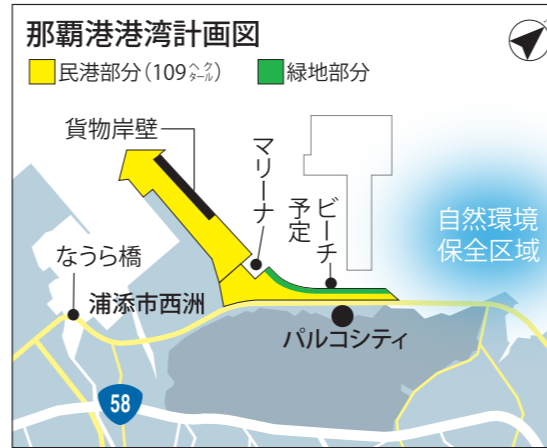 那覇港港湾計画図
民港部分(109ヘクタール)
緑地部分
貨物岸壁
マリーナ
ビーチ
予定
自然環境
保全区域
なうら橋
浦添市西洲
パルコシティ
58